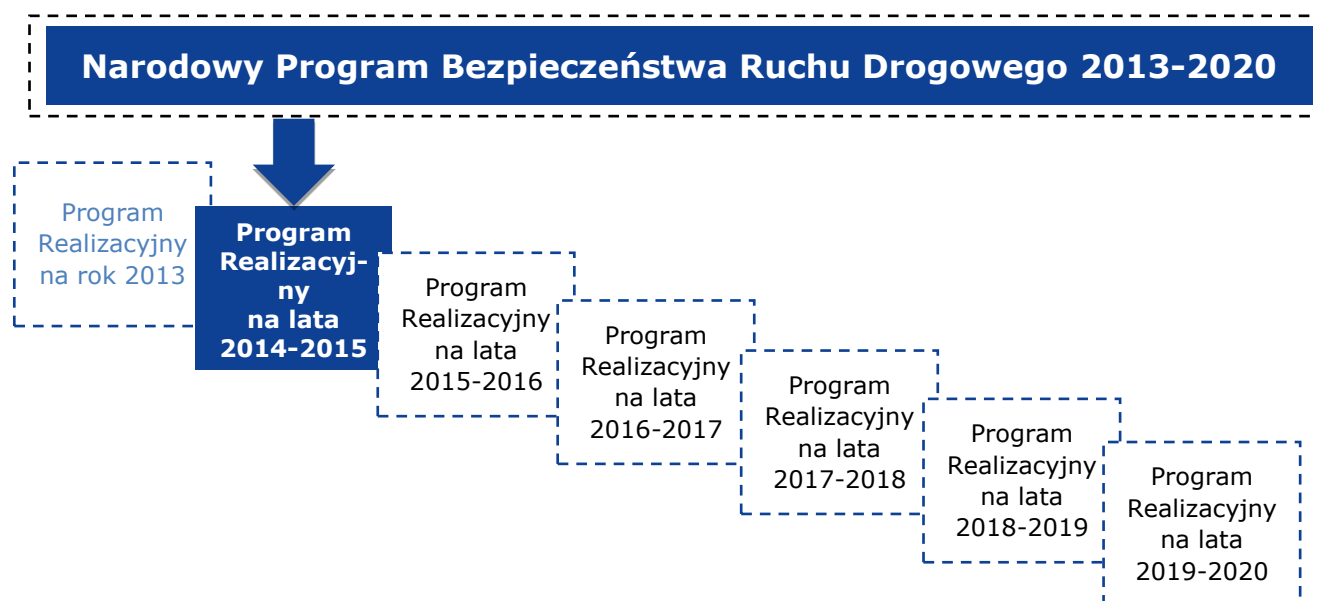 Narodowy Program Bezpieczeństwa Ruchu Drogowego 2013-2020
Program
Realizacyjny
na rok 2013
Program
Realizacyj-
ny
na lata
2014-2015
Program
Realizacyjny
na lata
2015-2016
Program
Realizacyjny
na lata
2016-2017
Program
Realizacyjny
na lata
2017-2018
Program
Realizacyjny
na lata
2018-2019
Program
Realizacyjny
na lata
2019-2020